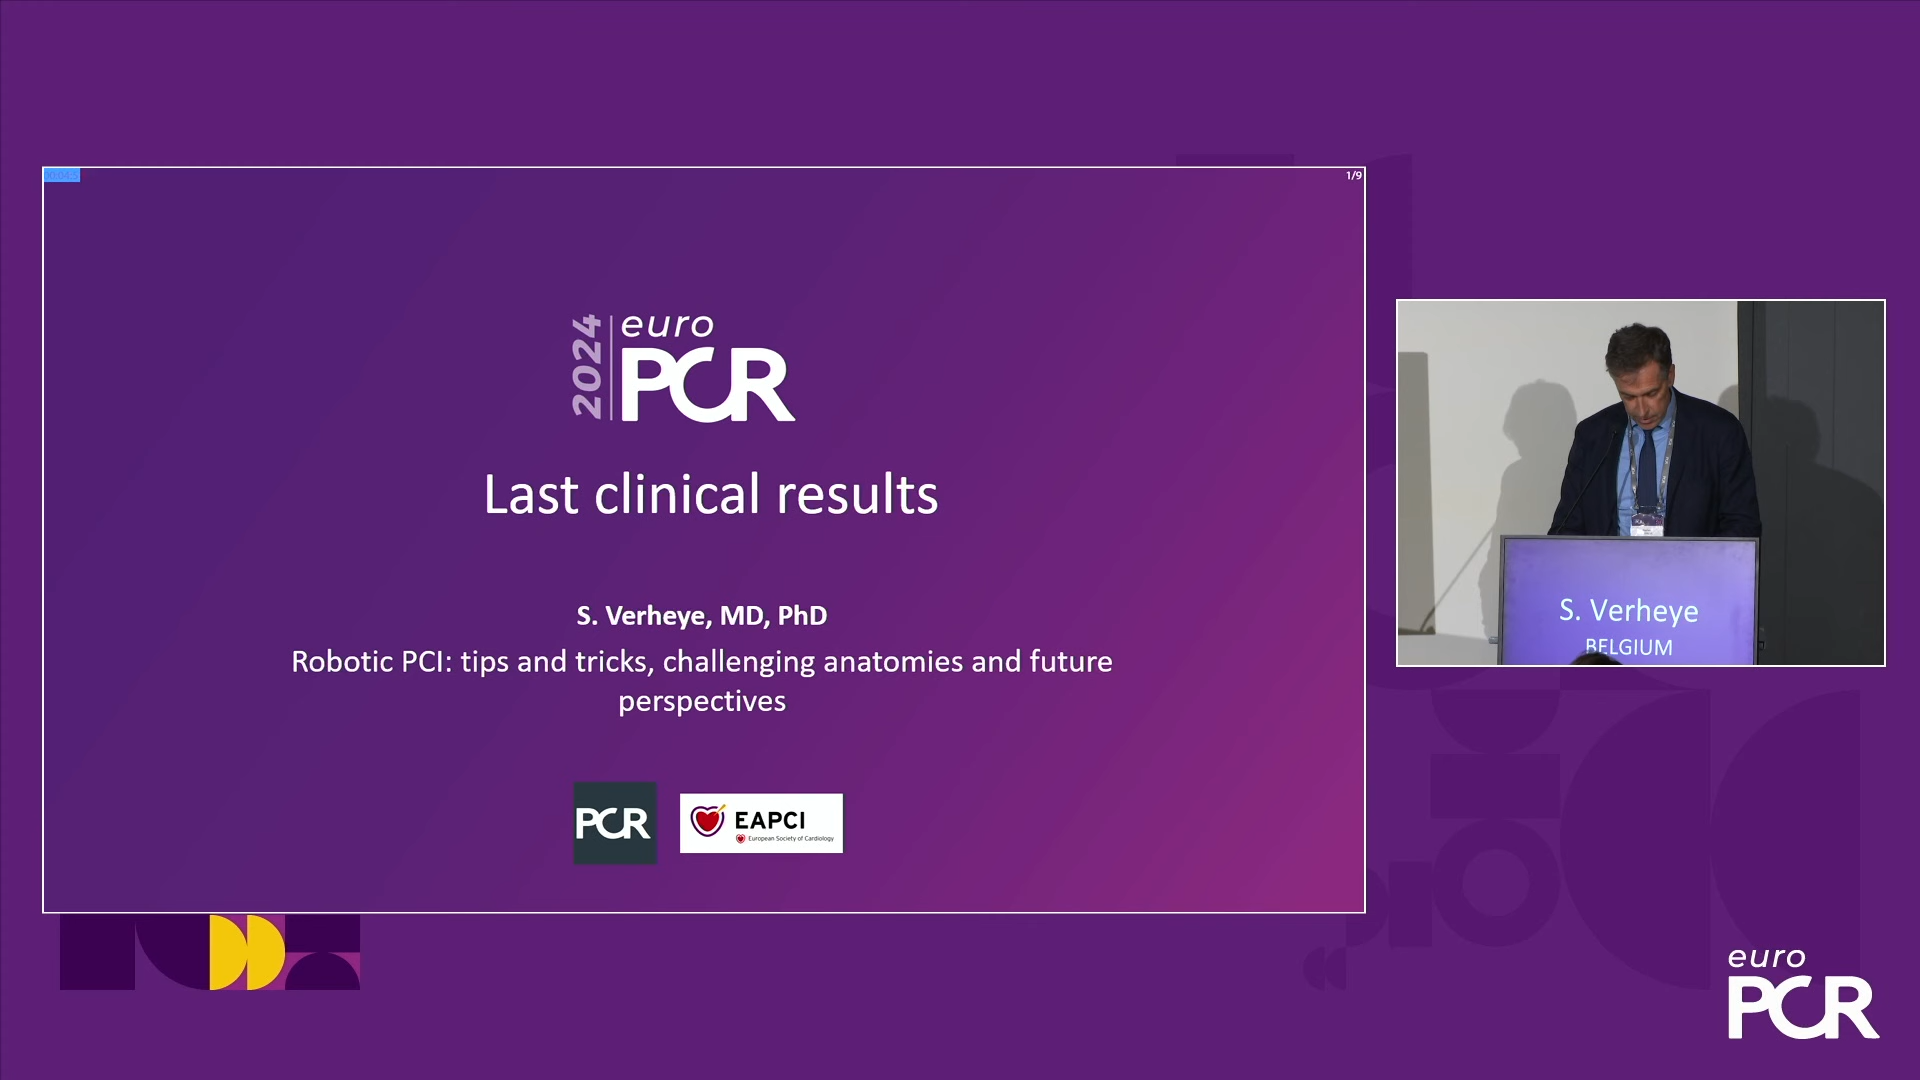 1/9
2024
euro
PCR
Last clinical results
S. Verheye, MD, PhD
Robotic PCI: tips and tricks, challenging anatomies and future
perspectives
PCR
EAPCI
European Society of Cardiology
S. Verheye
BELGIUM
euro
PCR